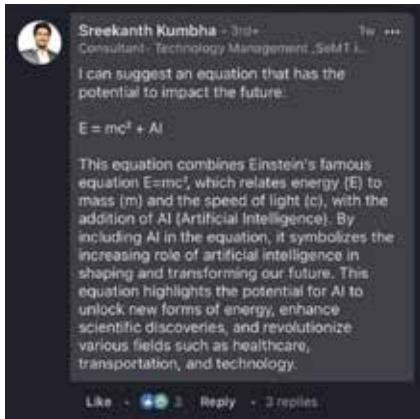 Sreekanth Kumbha • 3rd+ 1w •••
Consultant- Technology Management ,SeMT i...
I can suggest an equation that has the
potential to impact the future:
E = mc² + AI
This equation combines Einstein's famous
equation E=mc², which relates energy (E) to
mass (m) and the speed of light (c), with the
addition of AI (Artificial Intelligence). By
including AI in the equation, it symbolizes the
increasing role of artificial intelligence in
shaping and transforming our future. This
equation highlights the potential for AI to
unlock new forms of energy, enhance
scientific discoveries, and revolutionize
various fields such as healthcare,
transportation, and technology.
Like • 3 Reply • 3 replies